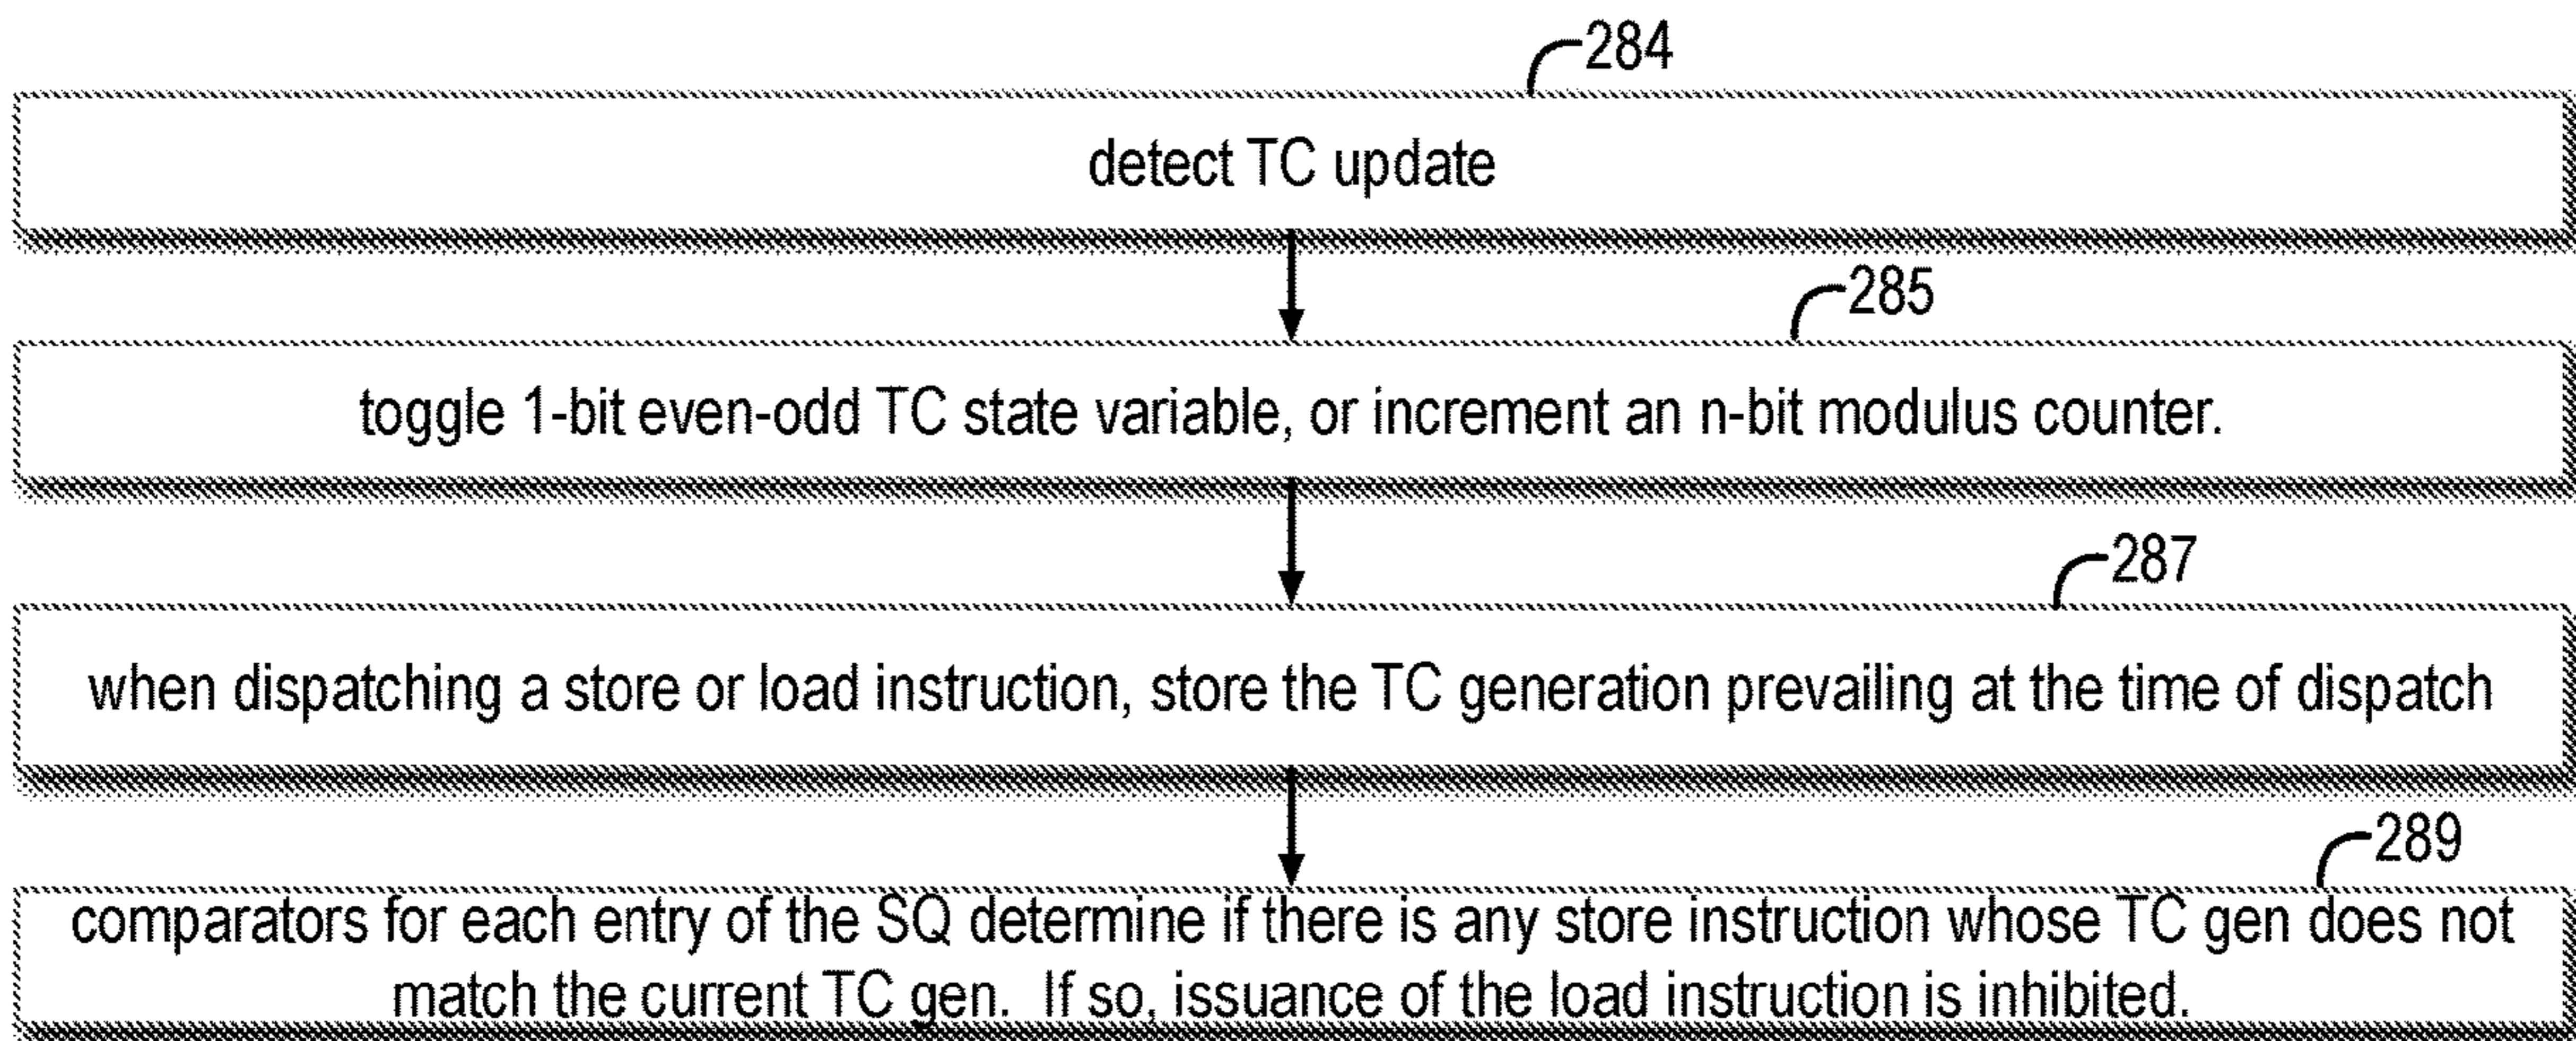 284
detect TC update
285
toggle 1-bit even-odd TC state variable, or increment an n-bit modulus counter.
287
when dispatching a store or load instruction, store the TC generation prevailing at the time of dispatch
289
comparators for each entry of the SQ determine if there is any store instruction whose TC gen does not
match the current TC gen.  If so, issuance of the load instruction is inhibited.